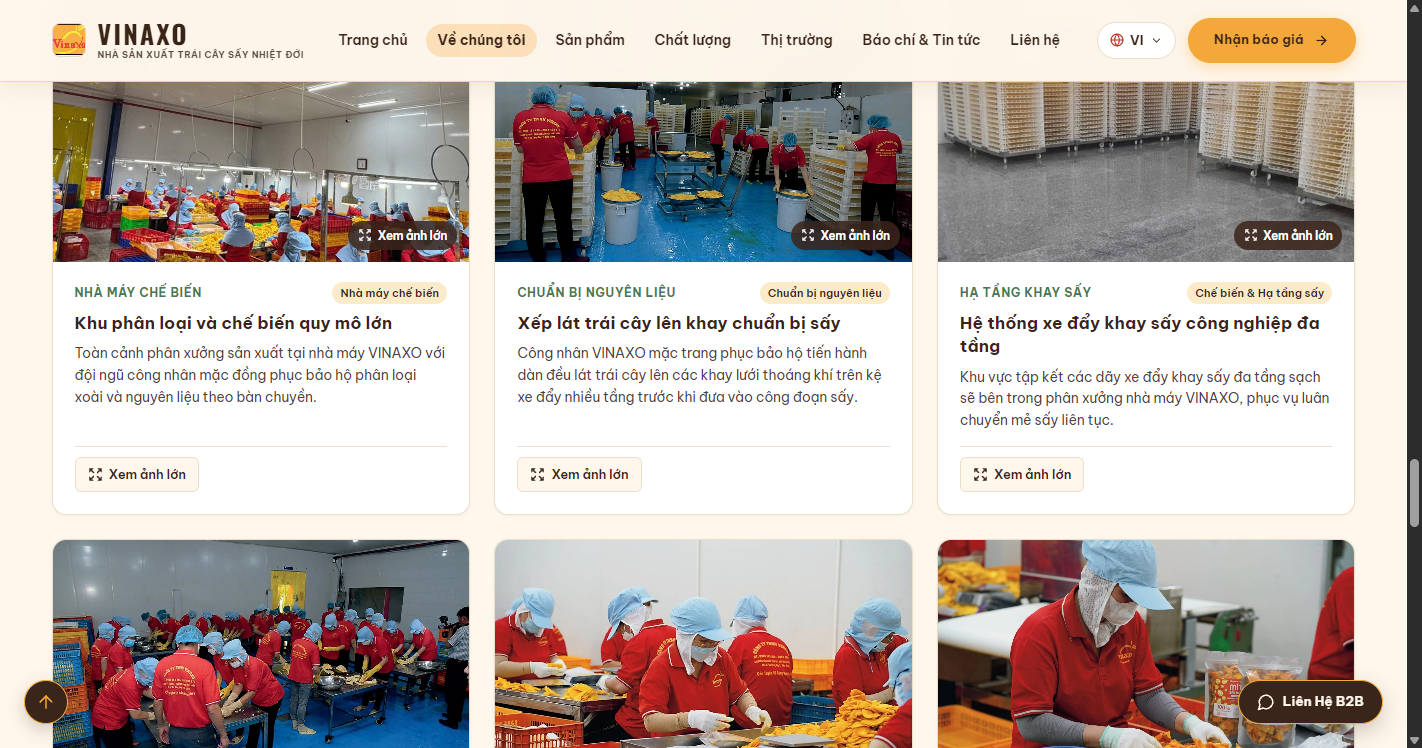 Vinaxo
VINAXO
NHÀ SẢN XUẤT TRÁI CÂY SẤY NHIỆT ĐỚI
Trang chủ
Về chúng tôi
Sản phẩm
Chất lượng
Thị trường
Báo chí & Tin tức
Liên hệ
VI
Nhận báo giá
Xem ảnh lớn
Xem ảnh lớn
Xem ảnh lớn
NHÀ MÁY CHẾ BIẾN
Nhà máy chế biến
Khu phân loại và chế biến quy mô lớn
Toàn cảnh phân xưởng sản xuất tại nhà máy VINAXO với
đội ngũ công nhân mặc đồng phục bảo hộ phân loại
xoài và nguyên liệu theo bàn chuyền.
Xem ảnh lớn
CHUẨN BỊ NGUYÊN LIỆU
Chuẩn bị nguyên liệu
Xếp lát trái cây lên khay chuẩn bị sấy
Công nhân VINAXO mặc trang phục bảo hộ tiến hành
dàn đều lát trái cây lên các khay lưới thoáng khí trên kệ
xe đẩy nhiều tầng trước khi đưa vào công đoạn sấy.
Xem ảnh lớn
HẠ TẦNG KHAY SẤY
Chế biến & Hạ tầng sấy
Hệ thống xe đẩy khay sấy công nghiệp đa
tầng
Khu vực tập kết các dãy xe đẩy khay sấy đa tầng sạch
sẽ bên trong phân xưởng nhà máy VINAXO, phục vụ luân
chuyển mẻ sấy liên tục.
Xem ảnh lớn
Liên Hệ B2B